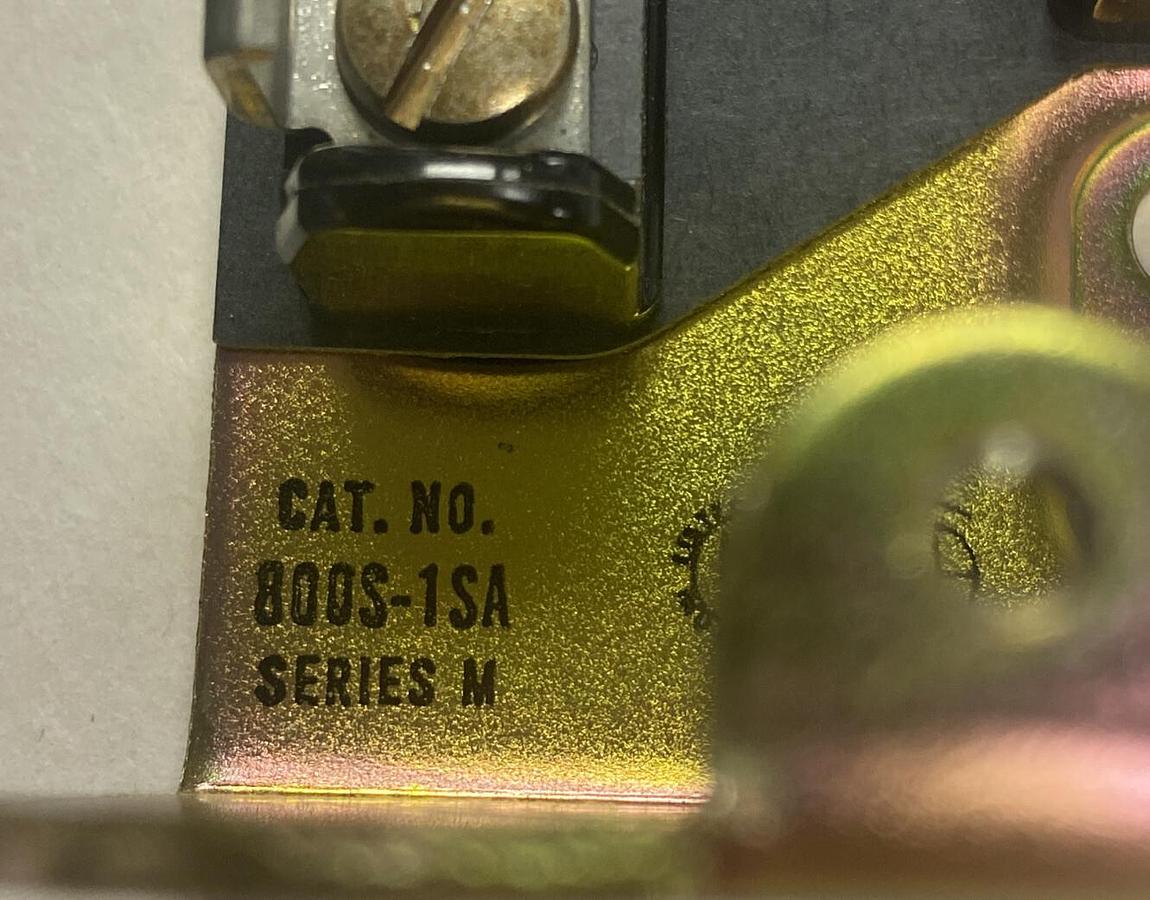 CAT. NO.
800S-1SA
SERIES M